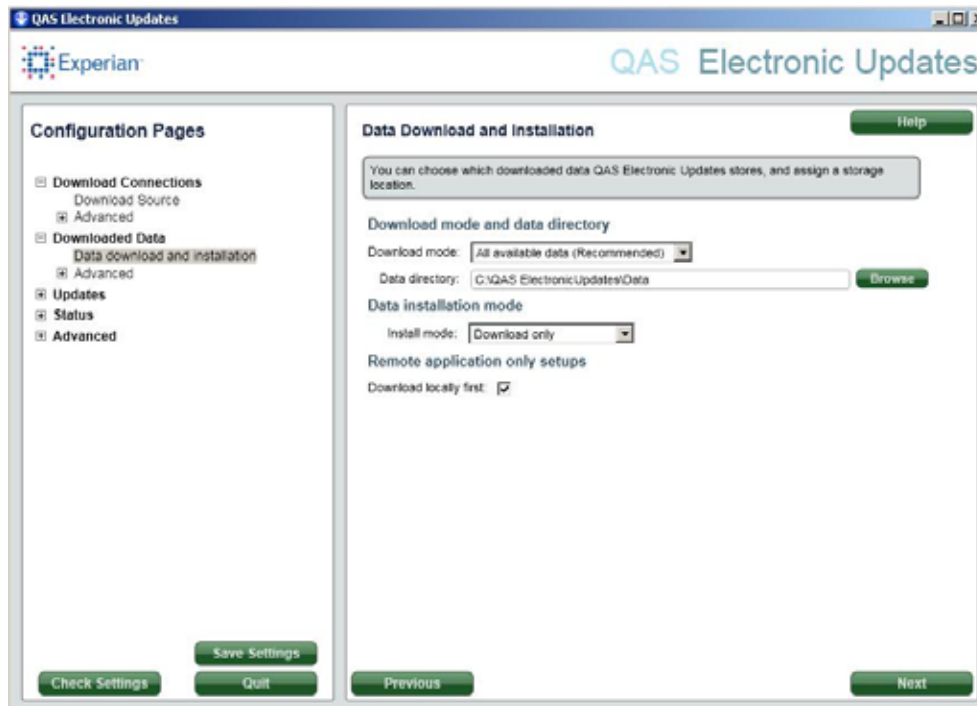 QAS Electronic Updates
Experian
QAS Electronic Updates
Configuration Pages
Download Connections
Download Source
Advanced
Downloaded Data
Data download and installation
Advanced
Updates
Status
Advanced
Save Settings
Check Settings
Quit
Data Download and Installation
Help
You can choose which downloaded data QAS Electronic Updates stores, and assign a storage
location.
Download mode and data directory
Download mode: All available data (Recommended)
Data directory: C:\QAS ElectronicUpdates\Data
Browse
Data installation mode
Install mode: Download only
Remote application only setups
Download locally first:
Previous
Next